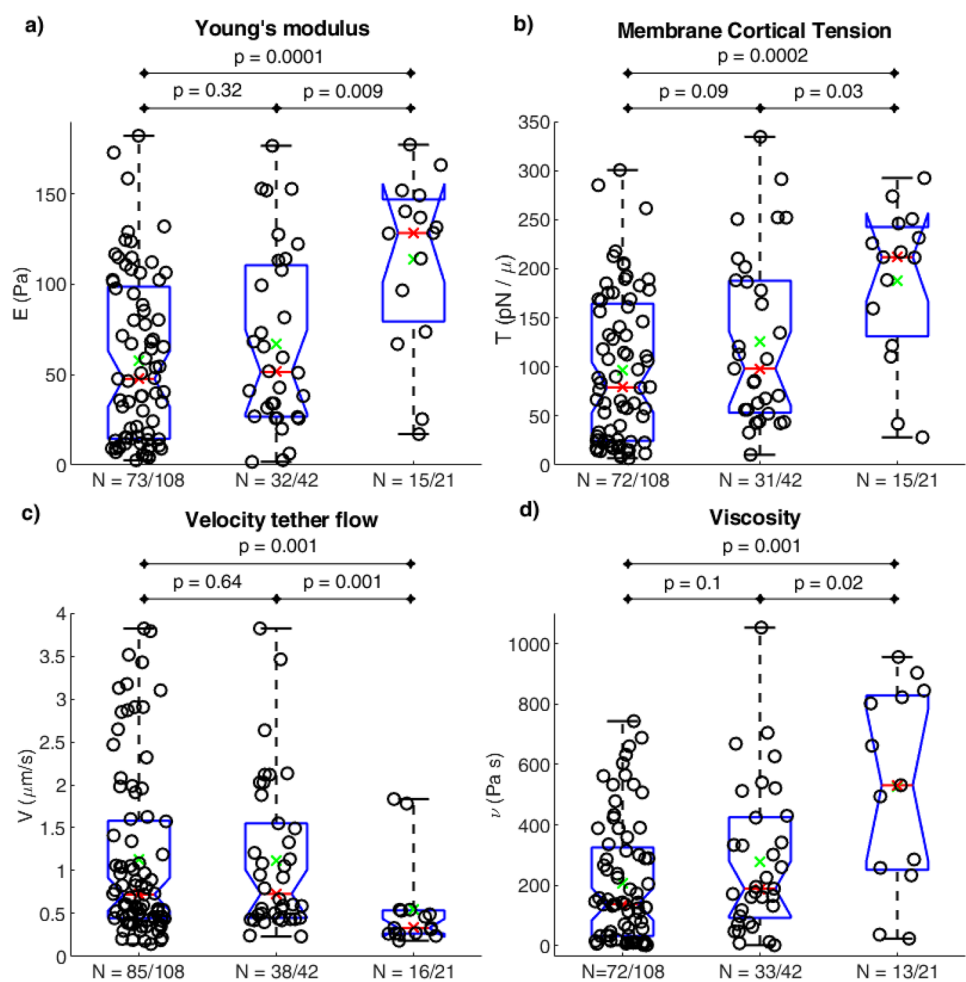 a)
Young's modulus
p = 0.0001
p = 0.32
p = 0.009
E (Pa)
150
100
50
0
N = 73/108
N = 32/42
N = 15/21
b)
Membrane Cortical Tension
p = 0.0002
p = 0.09
p = 0.03
T (pN / μ)
350
300
250
200
150
100
50
0
N = 72/108
N = 31/42
N = 15/21
c)
Velocity tether flow
p = 0.001
p = 0.64
p = 0.001
V (μm/s)
4
3.5
3
2.5
2
1.5
1
0.5
0
N = 85/108
N = 38/42
N = 16/21
d)
Viscosity
p = 0.001
p = 0.1
p = 0.02
ν (Pa s)
1000
800
600
400
200
0
N=72/108
N = 33/42
N = 13/21